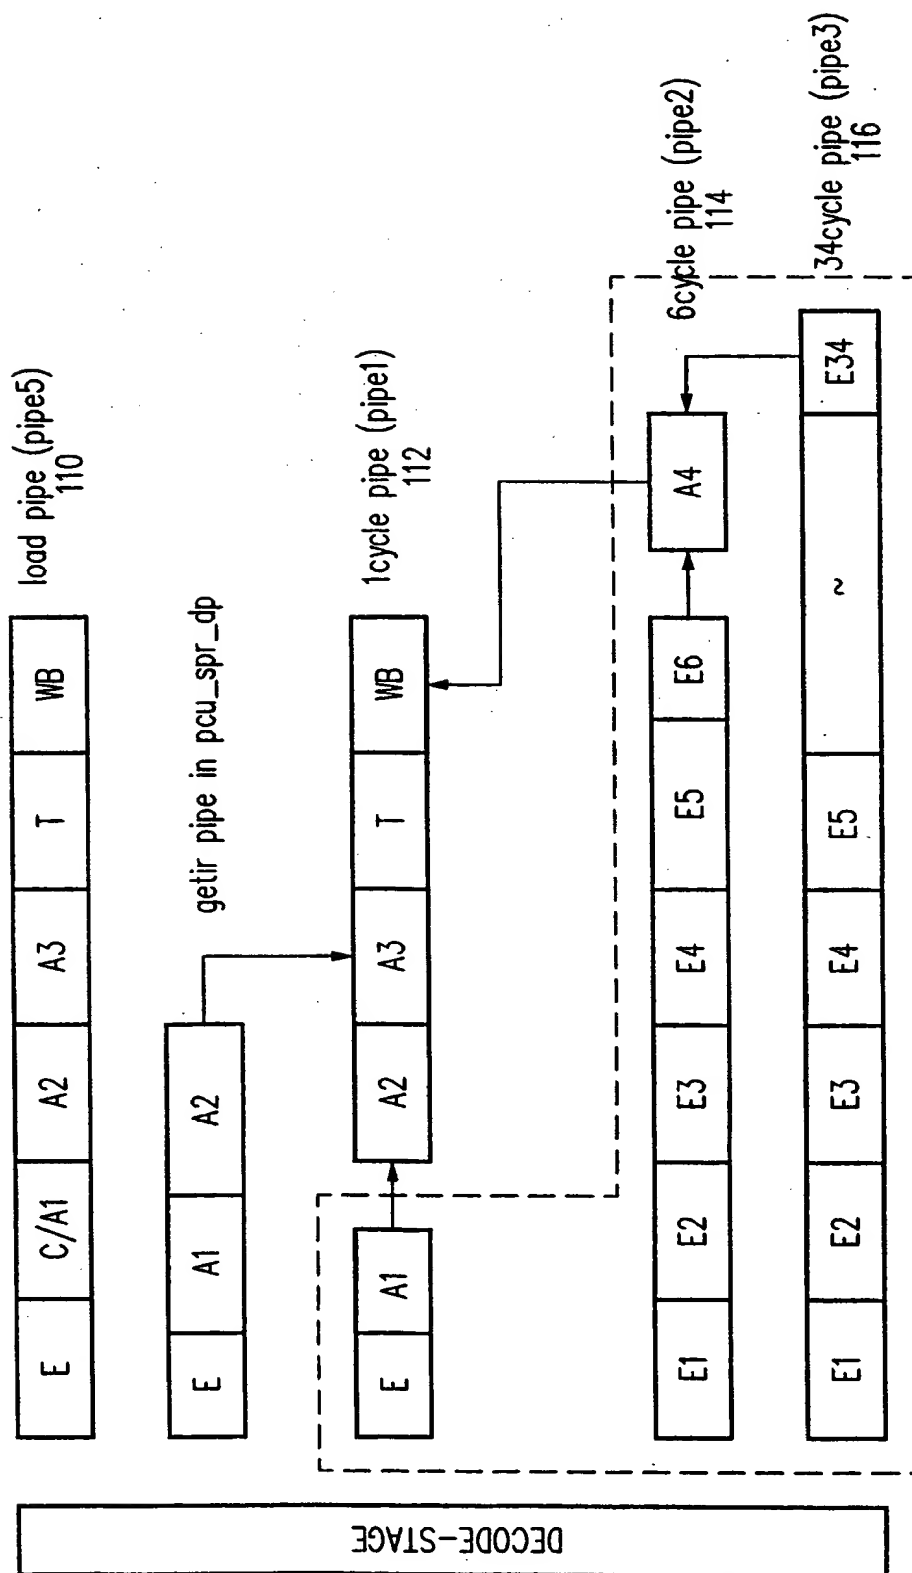 load pipe (pipe5)
110
E C/A1 A2 A3 T WB
getir pipe in pcu_spr_dp
E A1 A2
1cycle pipe (pipe1)
112
E A1 A2 A3 T WB
6cycle pipe (pipe2)
114
E1 E2 E3 E4 E5 E6 A4
34cycle pipe (pipe3)
116
E1 E2 E3 E4 E5 ~ E34
DECODE-STAGE